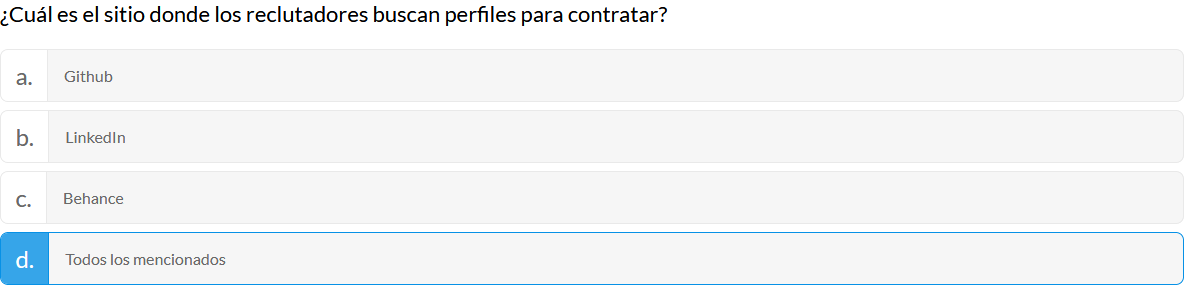 ¿Cuál es el sitio donde los reclutadores buscan perfiles para contratar?
a. Github
b. LinkedIn
c. Behance
d. Todos los mencionados